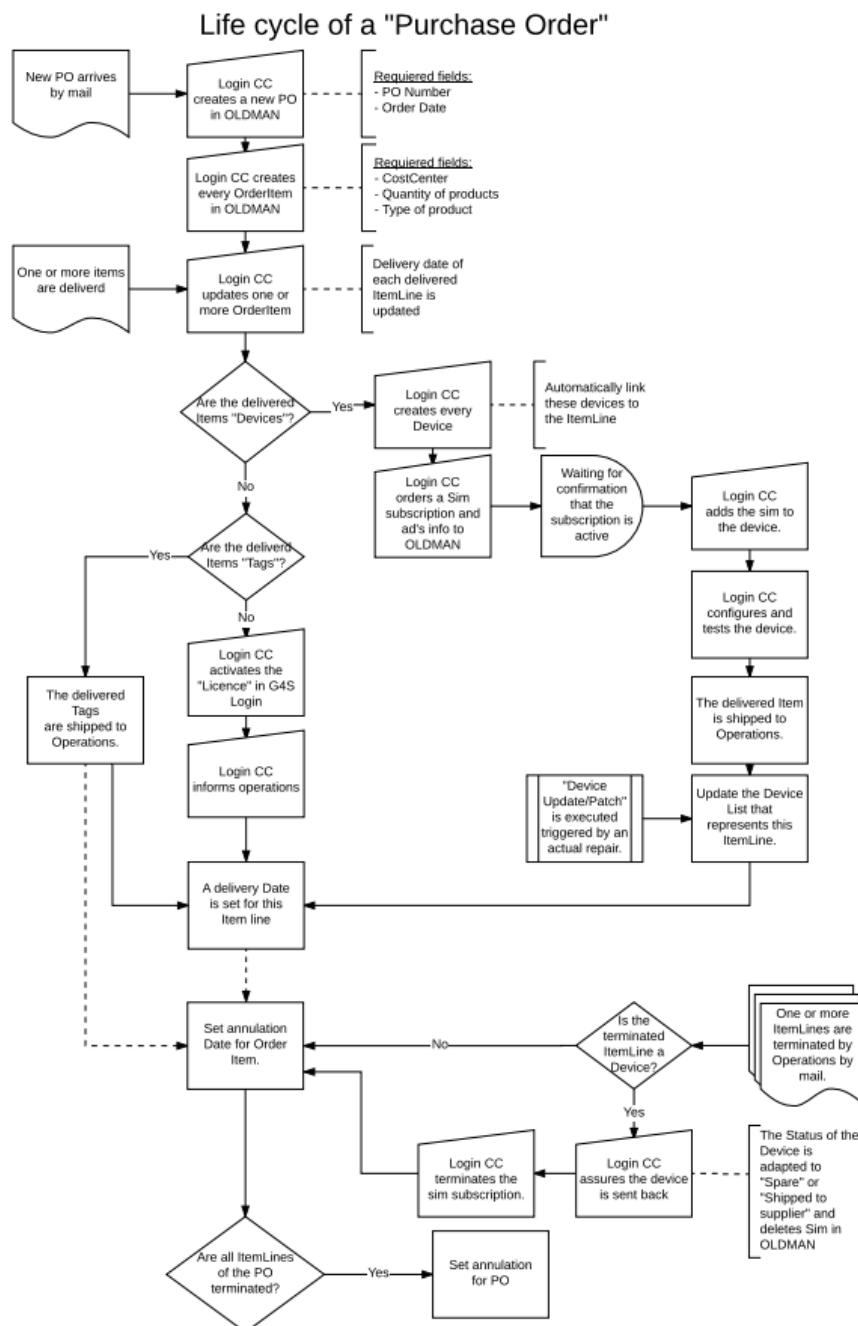 Life cycle of a "Purchase Order"
New PO arrives
by mail
Login CC
creates a new PO
in OLDMAN
Requiered fields:
- PO Number
- Order Date
Login CC creates
every OrderItem
in OLDMAN
Requiered fields:
- CostCenter
- Quantity of products
- Type of product
One or more items
are deliverd
Login CC
updates one or
more OrderItem
Delivery date of
each delivered
ItemLine is
updated
Are the delivered
Items "Devices"?
Yes
Login CC
creates every
Device
Automatically link
these devices to
the ItemLine
No
Login CC
orders a Sim
subscription and
ad's info to
OLDMAN
Waiting for
confirmation
that the
subscription is
active
Login CC
adds the sim to
the device.
Are the deliverd
Items "Tags"?
Yes
No
Login CC
configures and
tests the device.
Login CC
activates the
"Licence" in G4S
Login
The delivered
Tags
are shipped to
Operations.
The delivered Item
is shipped to
Operations.
Login CC
informs operations
"Device
Update/Patch"
is executed
triggered by an
actual repair.
Update the Device
List that
represents this
ItemLine.
A delivery Date
is set for this
Item line
Set annulation
Date for Order
Item.
No
Is the
terminated
ItemLine a
Device?
One or more
ItemLines are
terminated by
Operations by
mail.
Yes
Login CC
terminates the
sim subscription.
Login CC
assures the device
is sent back
The Status of the
Device is
adapted to
"Spare" or
"Shipped to
supplier" and
deletes Sim in
OLDMAN
Are all ItemLines
of the PO
terminated?
Yes
Set annulation
for PO